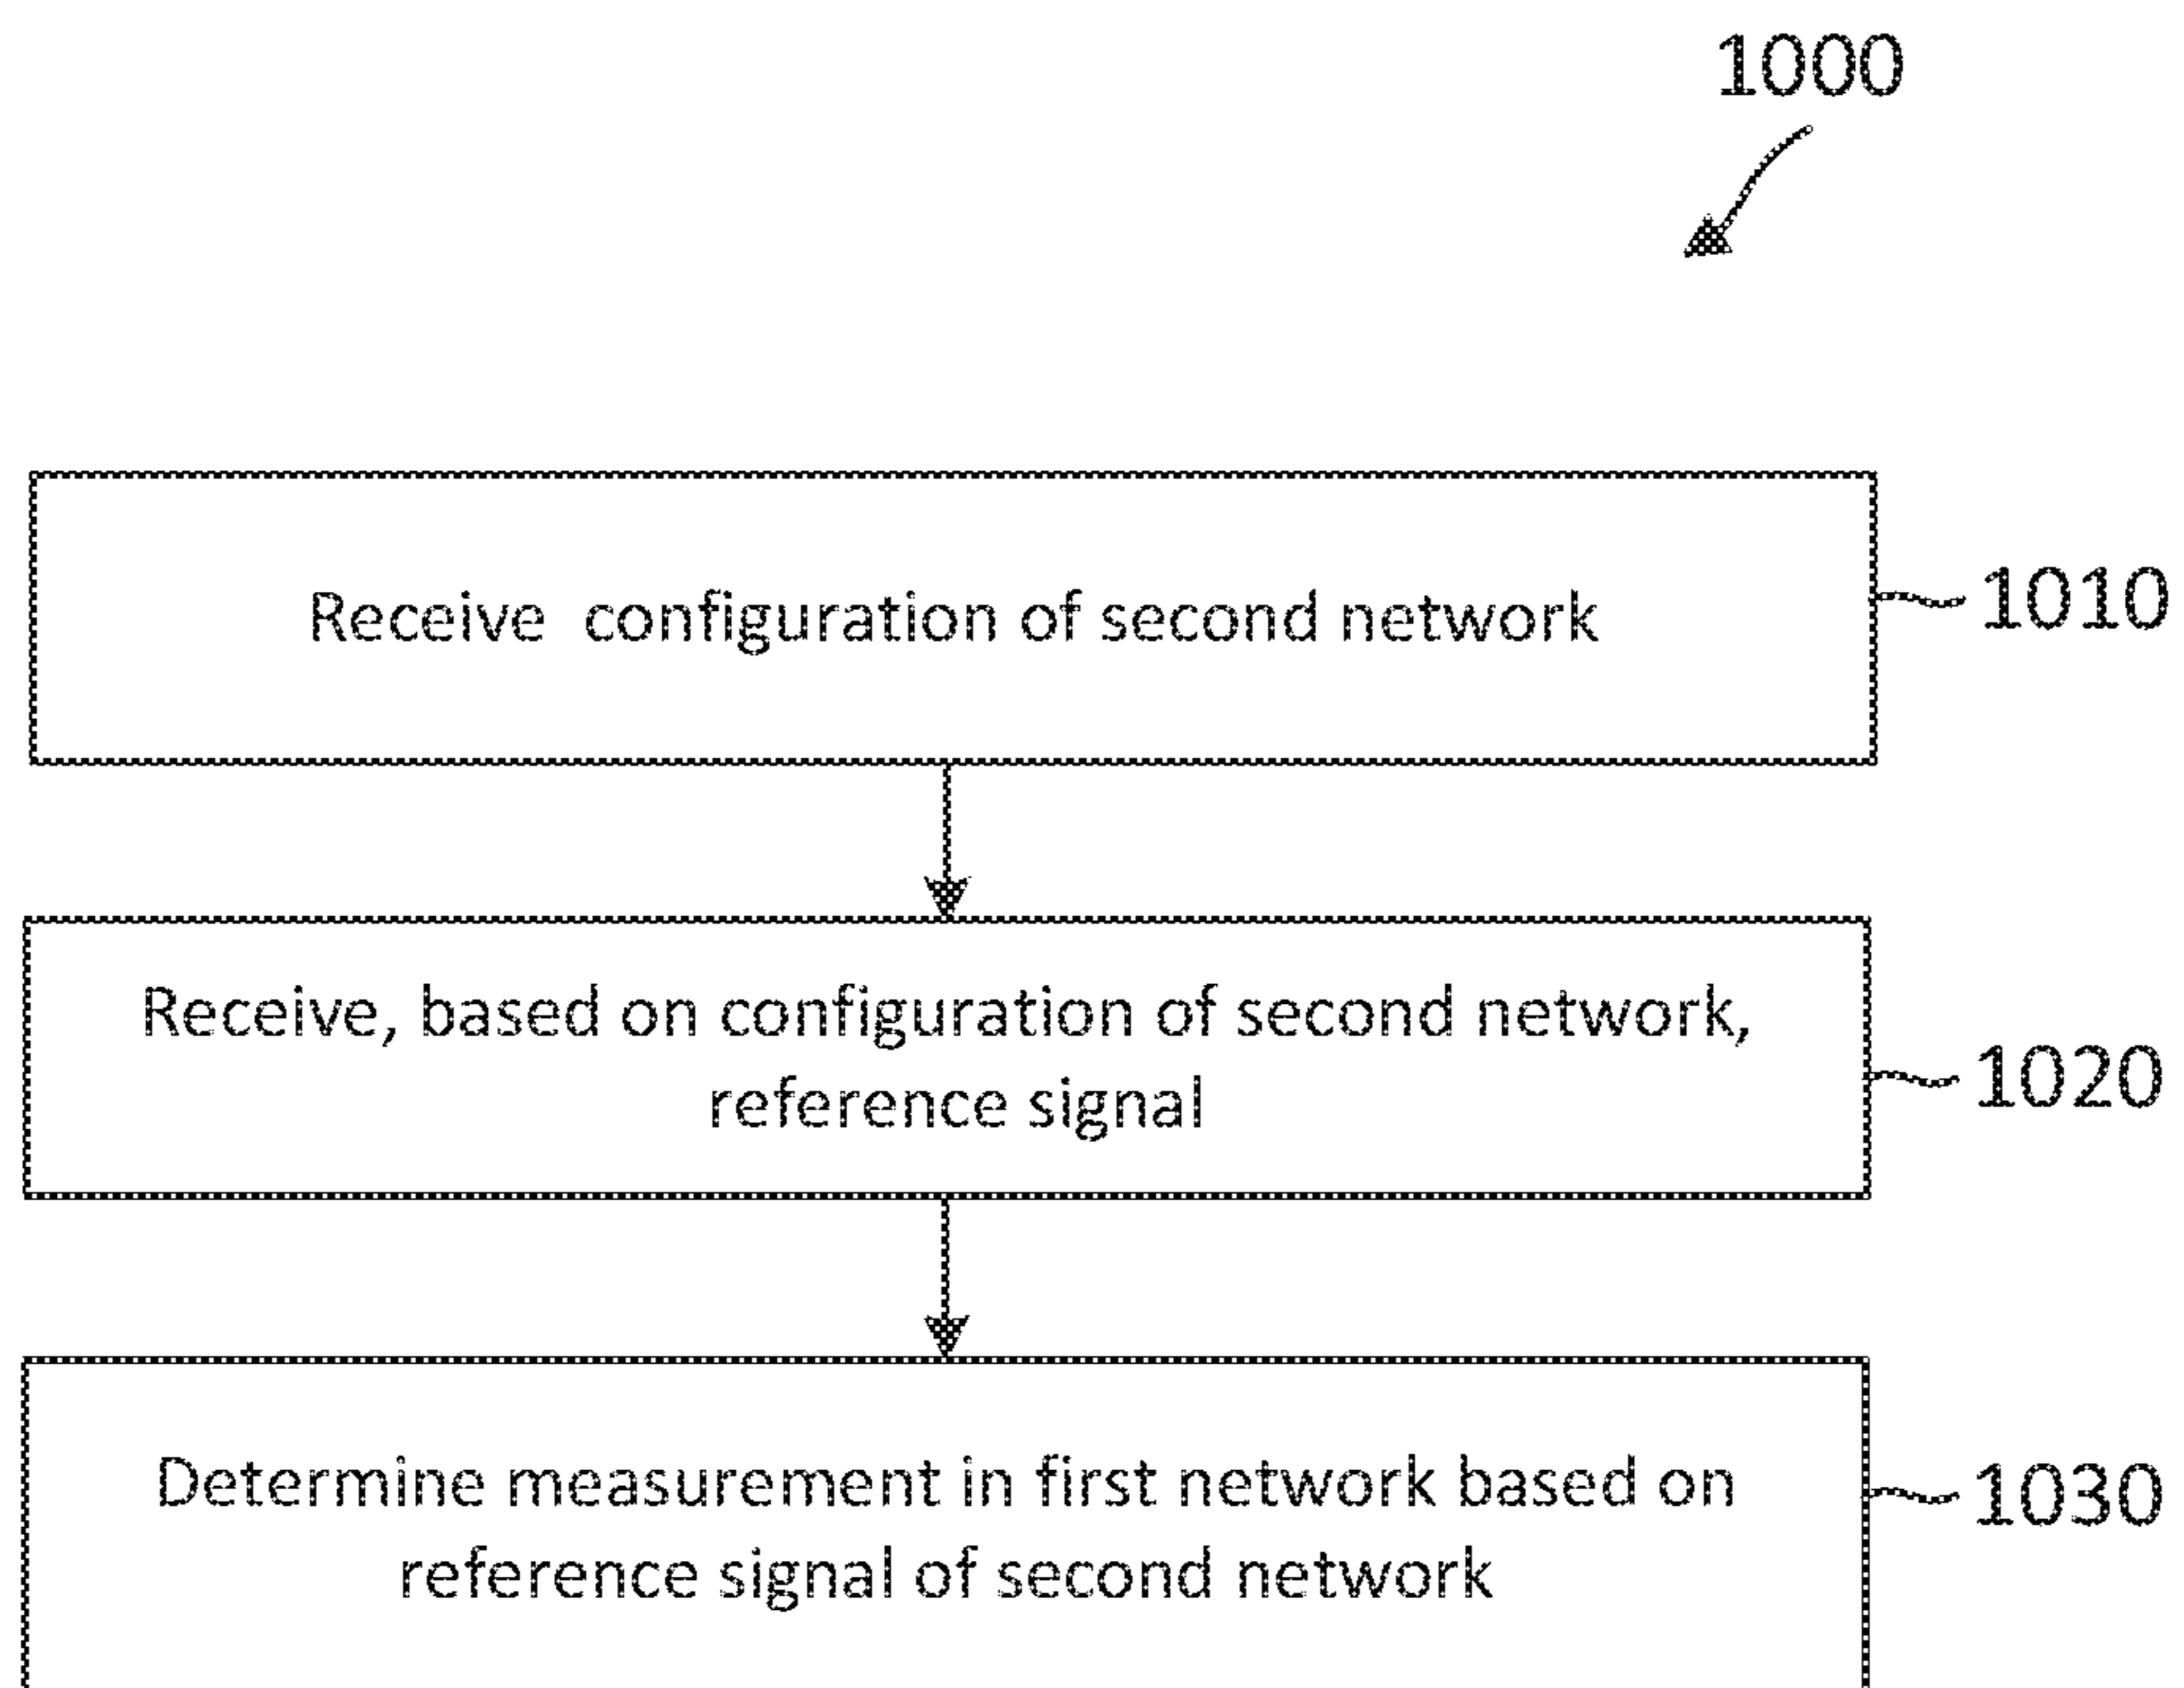 1000
Receive configuration of second network
1010
Receive, based on configuration of second network,
reference signal
1020
Determine measurement in first network based on
reference signal of second network
1030